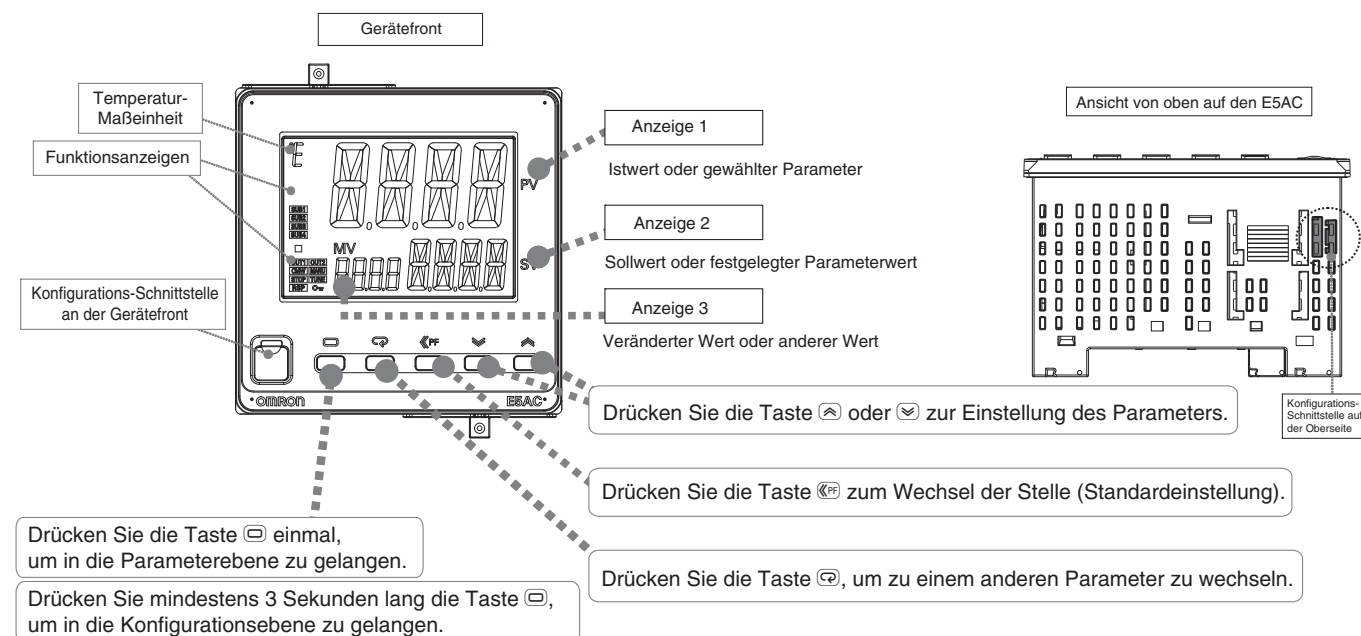 Gerätefront
Temperatur-
Maßeinheit
Funktionsanzeigen
Konfigurations-Schnittstelle
an der Gerätefront
PV
SUB1
SUB2
SUB3
SUB4
MV
OUT1 OUT2
CMW MANU
STOP TUNE
RSP
PF
OMRON
E5AC
Anzeige 1
Istwert oder gewählter Parameter
Anzeige 2
Sollwert oder festgelegter Parameterwert
Anzeige 3
Veränderter Wert oder anderer Wert
Drücken Sie die Taste oder zur Einstellung des Parameters.
Drücken Sie die Taste PF zum Wechsel der Stelle (Standardeinstellung).
Drücken Sie die Taste , um zu einem anderen Parameter zu wechseln.
Drücken Sie die Taste einmal,
um in die Parameterebene zu gelangen.
Drücken Sie mindestens 3 Sekunden lang die Taste ,
um in die Konfigurationsebene zu gelangen.
Ansicht von oben auf den E5AC
Konfigurations-
Schnittstelle auf
der Oberseite